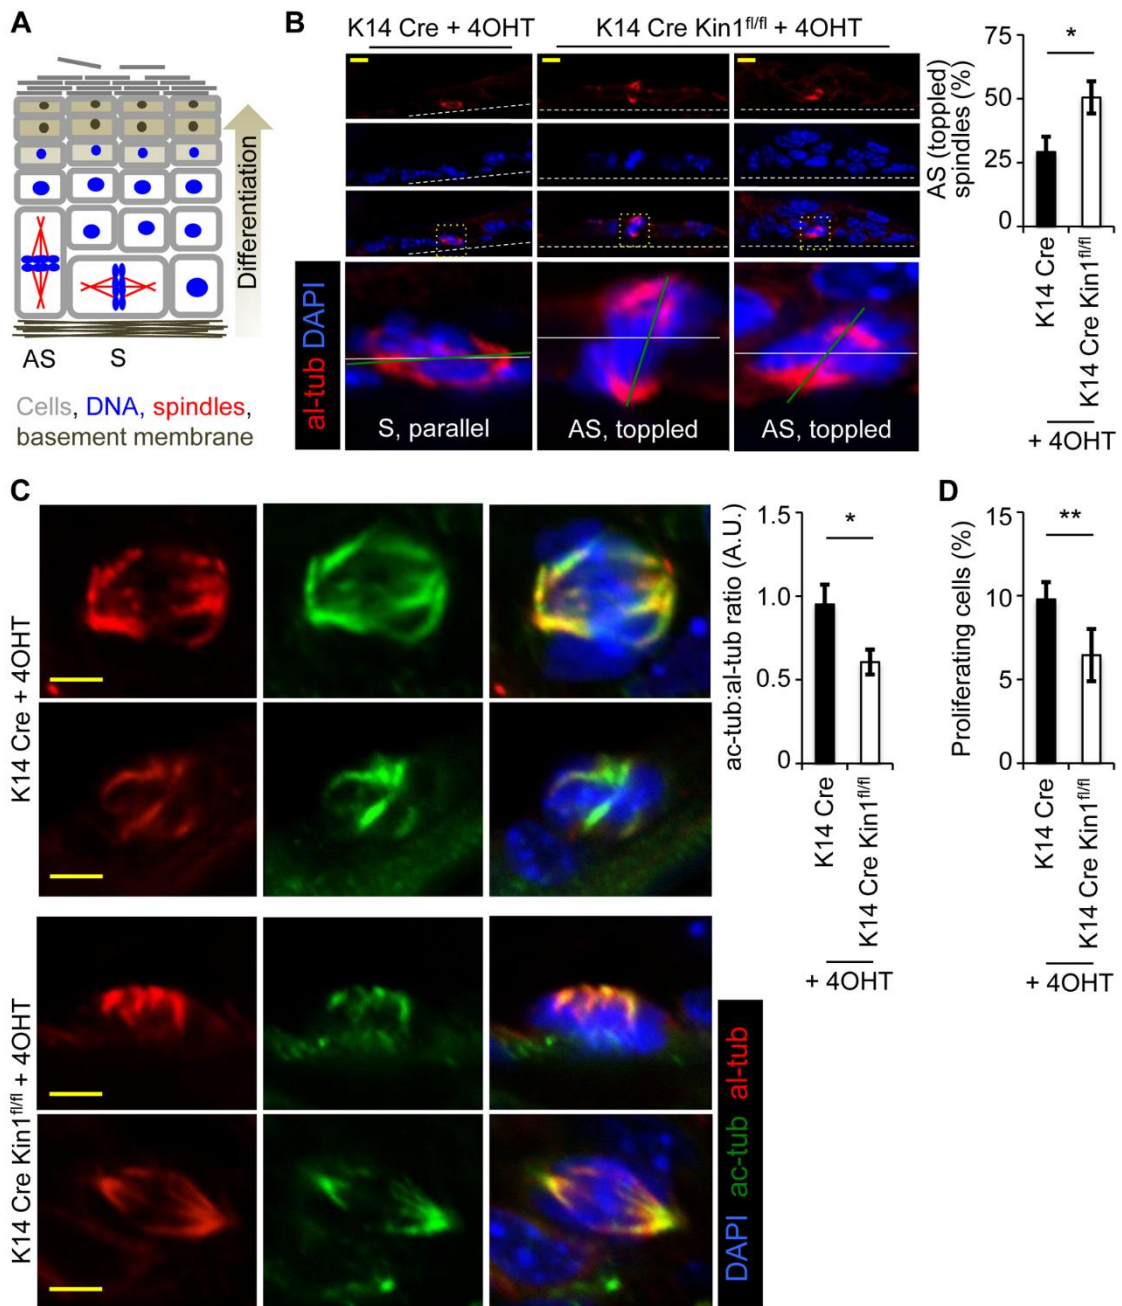 A
Differentiation
AS
S
Cells, DNA, spindles,
basement membrane
B
K14 Cre + 4OHT
K14 Cre Kin1fl/fl + 4OHT
al-tub DAPI
S, parallel
AS, toppled
AS, toppled
AS (toppled)
spindles (%)
75
50
25
0
*
K14 Cre
K14 Cre Kin1fl/fl
+ 4OHT
C
K14 Cre + 4OHT
K14 Cre Kin1fl/fl + 4OHT
DAPI ac-tub al-tub
ac-tub:al-tub ratio (A.U.)
1.5
1.0
0.5
0
*
K14 Cre
K14 Cre Kin1fl/fl
+ 4OHT
D
Proliferating cells (%)
15
10
5
0
**
K14 Cre
K14 Cre Kin1fl/fl
+ 4OHT